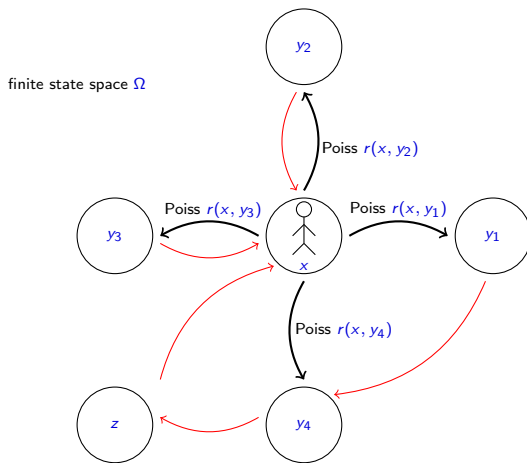 y₂
finite state space Ω
Poiss r(x, y₂)
Poiss r(x, y₃)
Poiss r(x, y₁)
y₃
x
y₁
Poiss r(x, y₄)
z
y₄